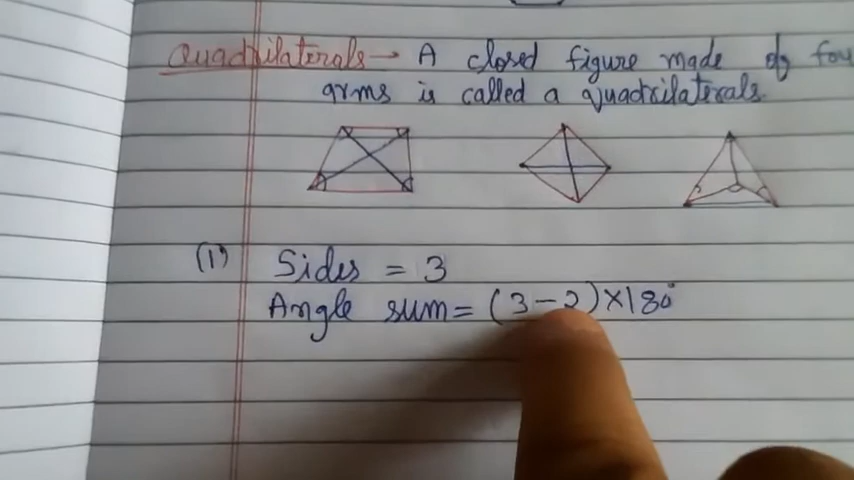 Quadrilaterals → A closed figure made of four
arms is called a quadrilaterals.
(1) Sides = 3
Angle sum = (3-2)×180°